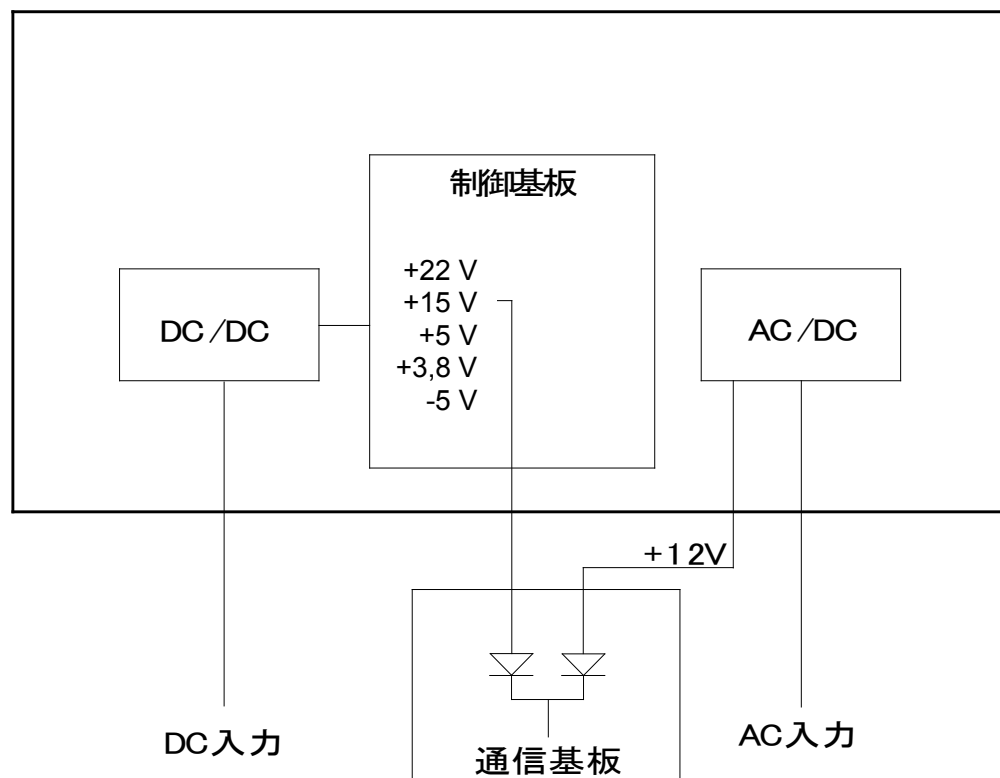 制御基板
+22 V
+15 V
+5 V
+3,8 V
-5 V
DC/DC
AC/DC
+12V
DC入力
通信基板
AC入力